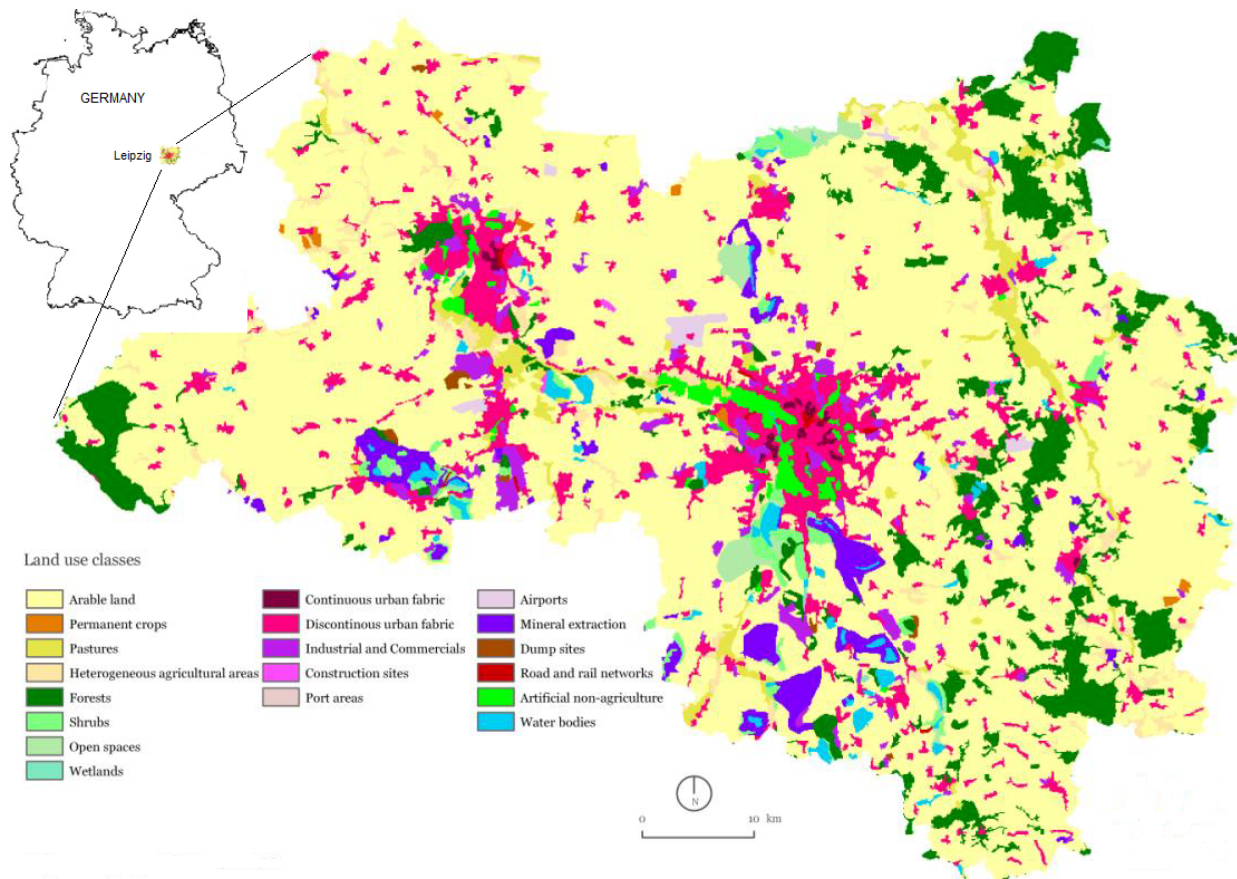 GERMANY
Leipzig
Land use classes
Arable land
Permanent crops
Pastures
Heterogeneous agricultural areas
Forests
Shrubs
Open spaces
Wetlands
Continuous urban fabric
Discontinous urban fabric
Industrial and Commercials
Construction sites
Port areas
Airports
Mineral extraction
Dump sites
Road and rail networks
Artificial non-agriculture
Water bodies
N
0 10 km